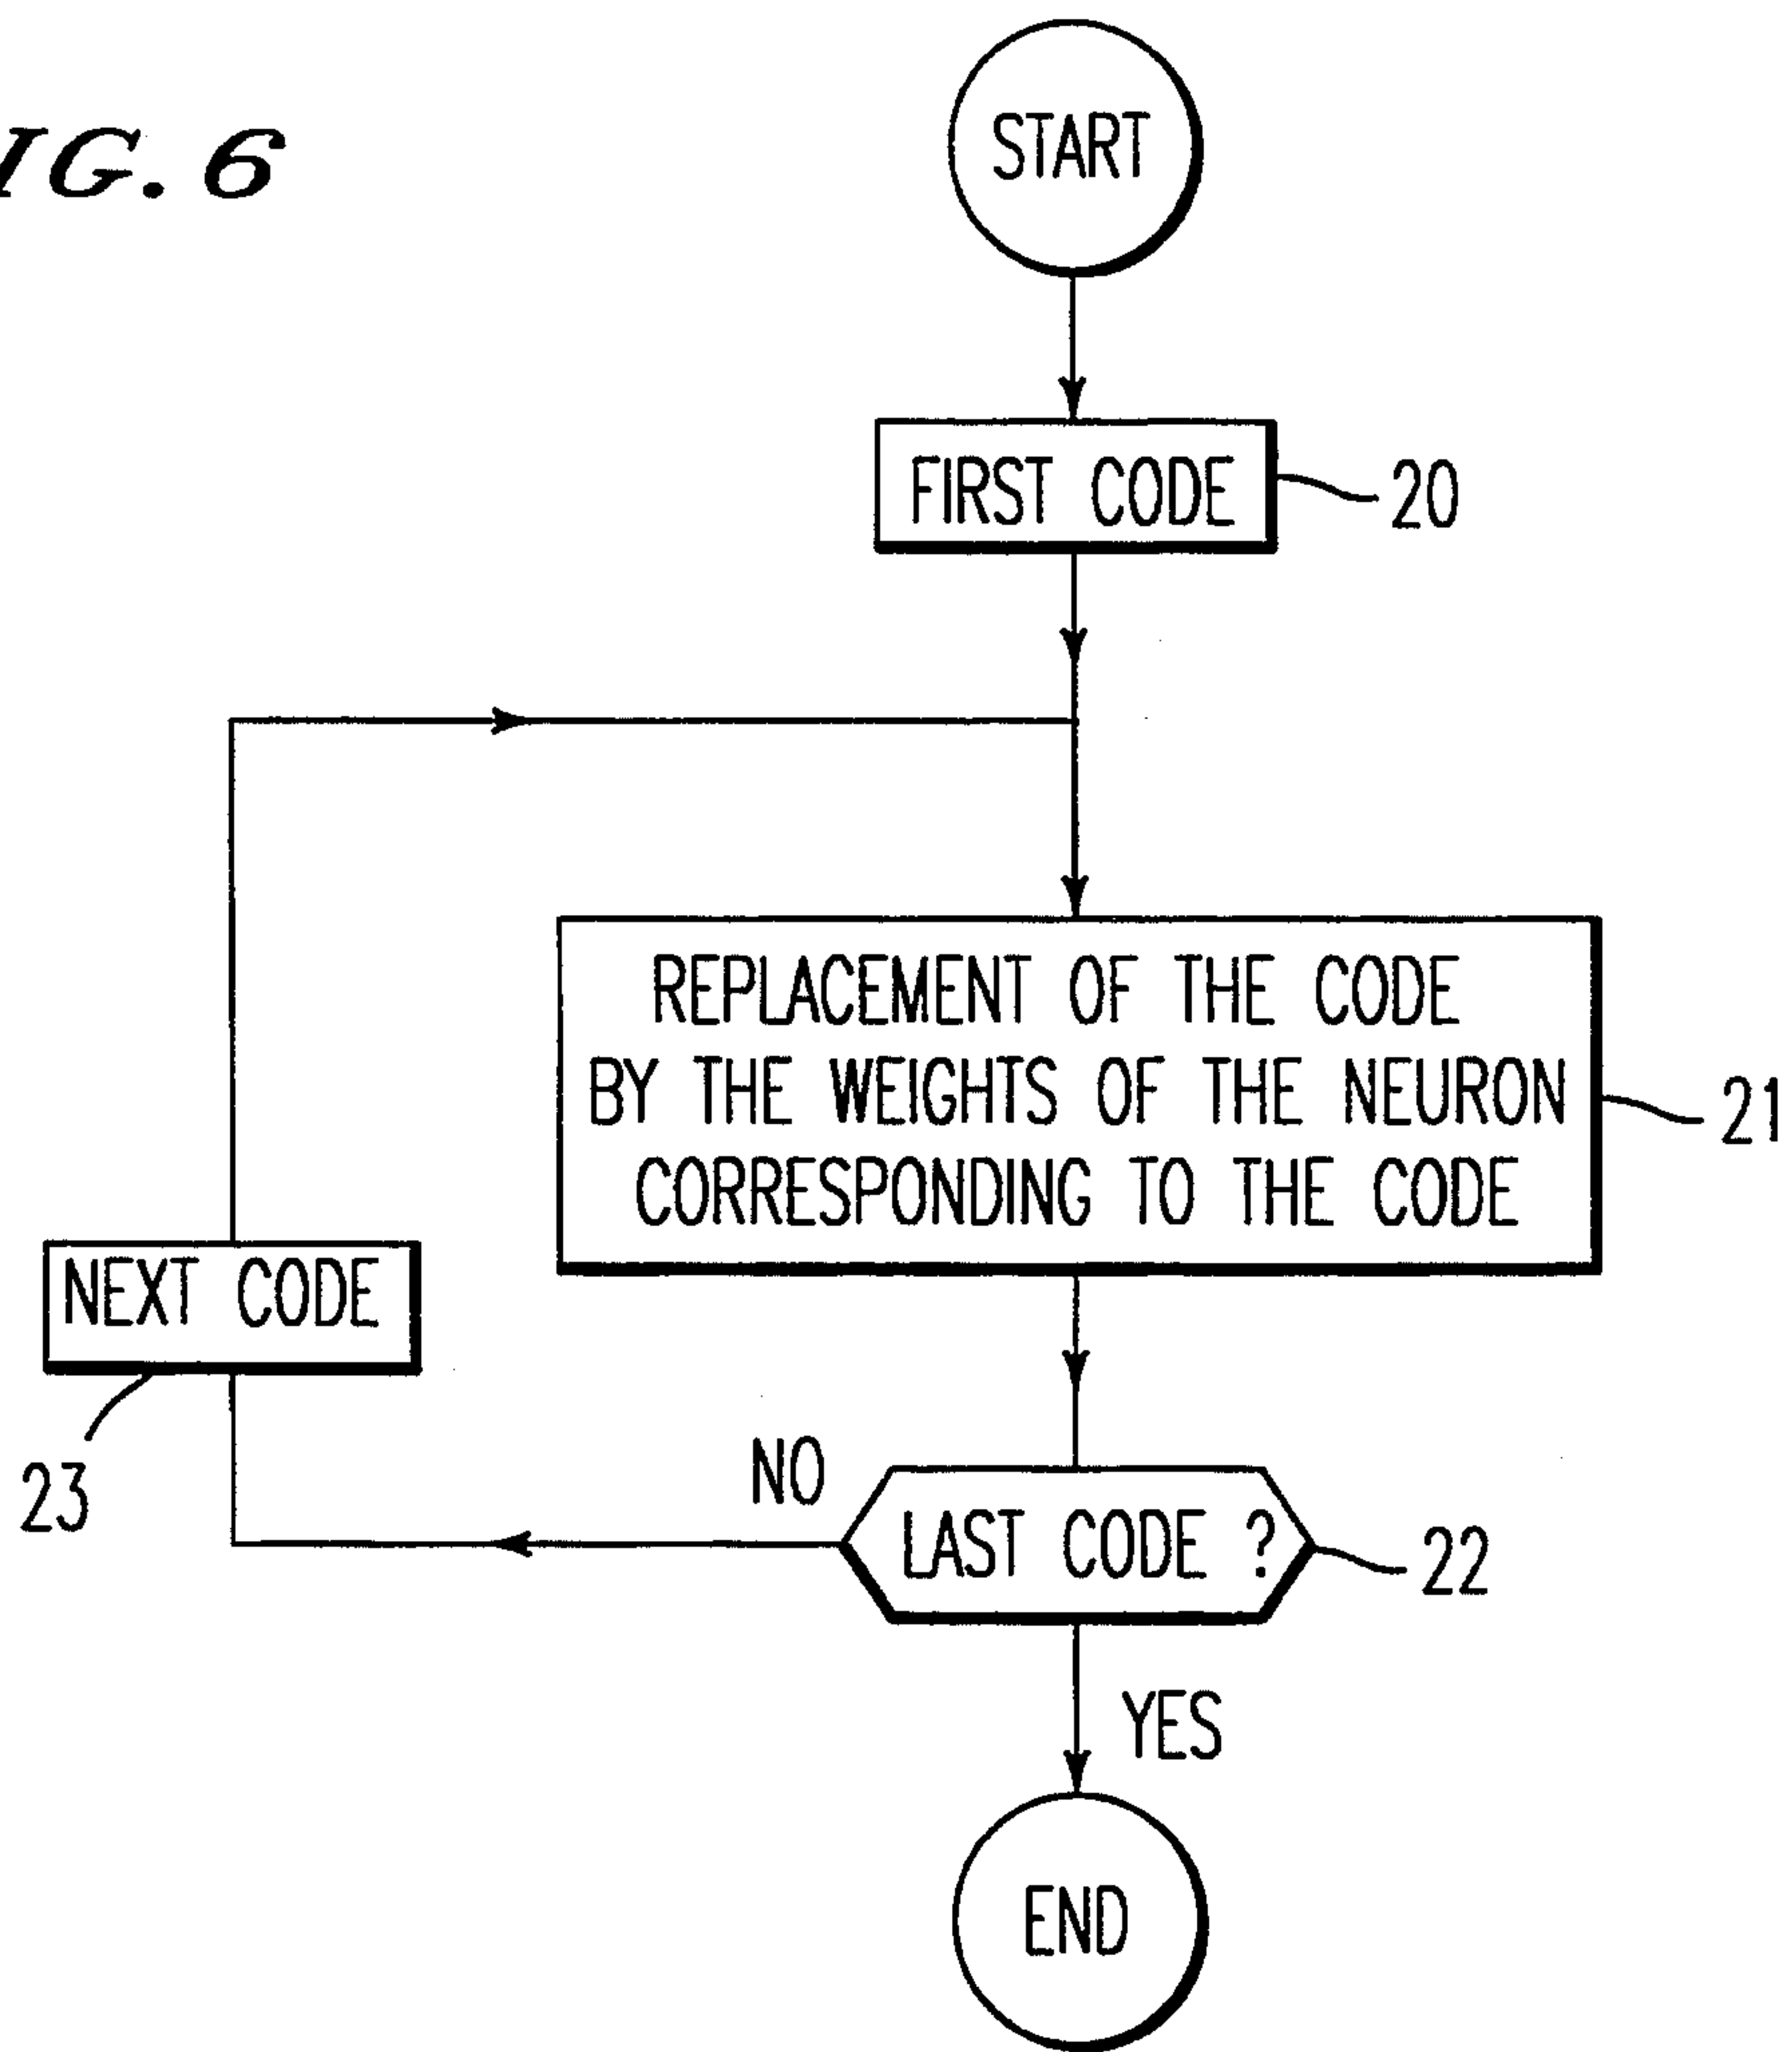 IG. 6
START
FIRST CODE
20
REPLACEMENT OF THE CODE
BY THE WEIGHTS OF THE NEURON
CORRESPONDING TO THE CODE
21
NEXT CODE
23
NO
LAST CODE ?
22
YES
END